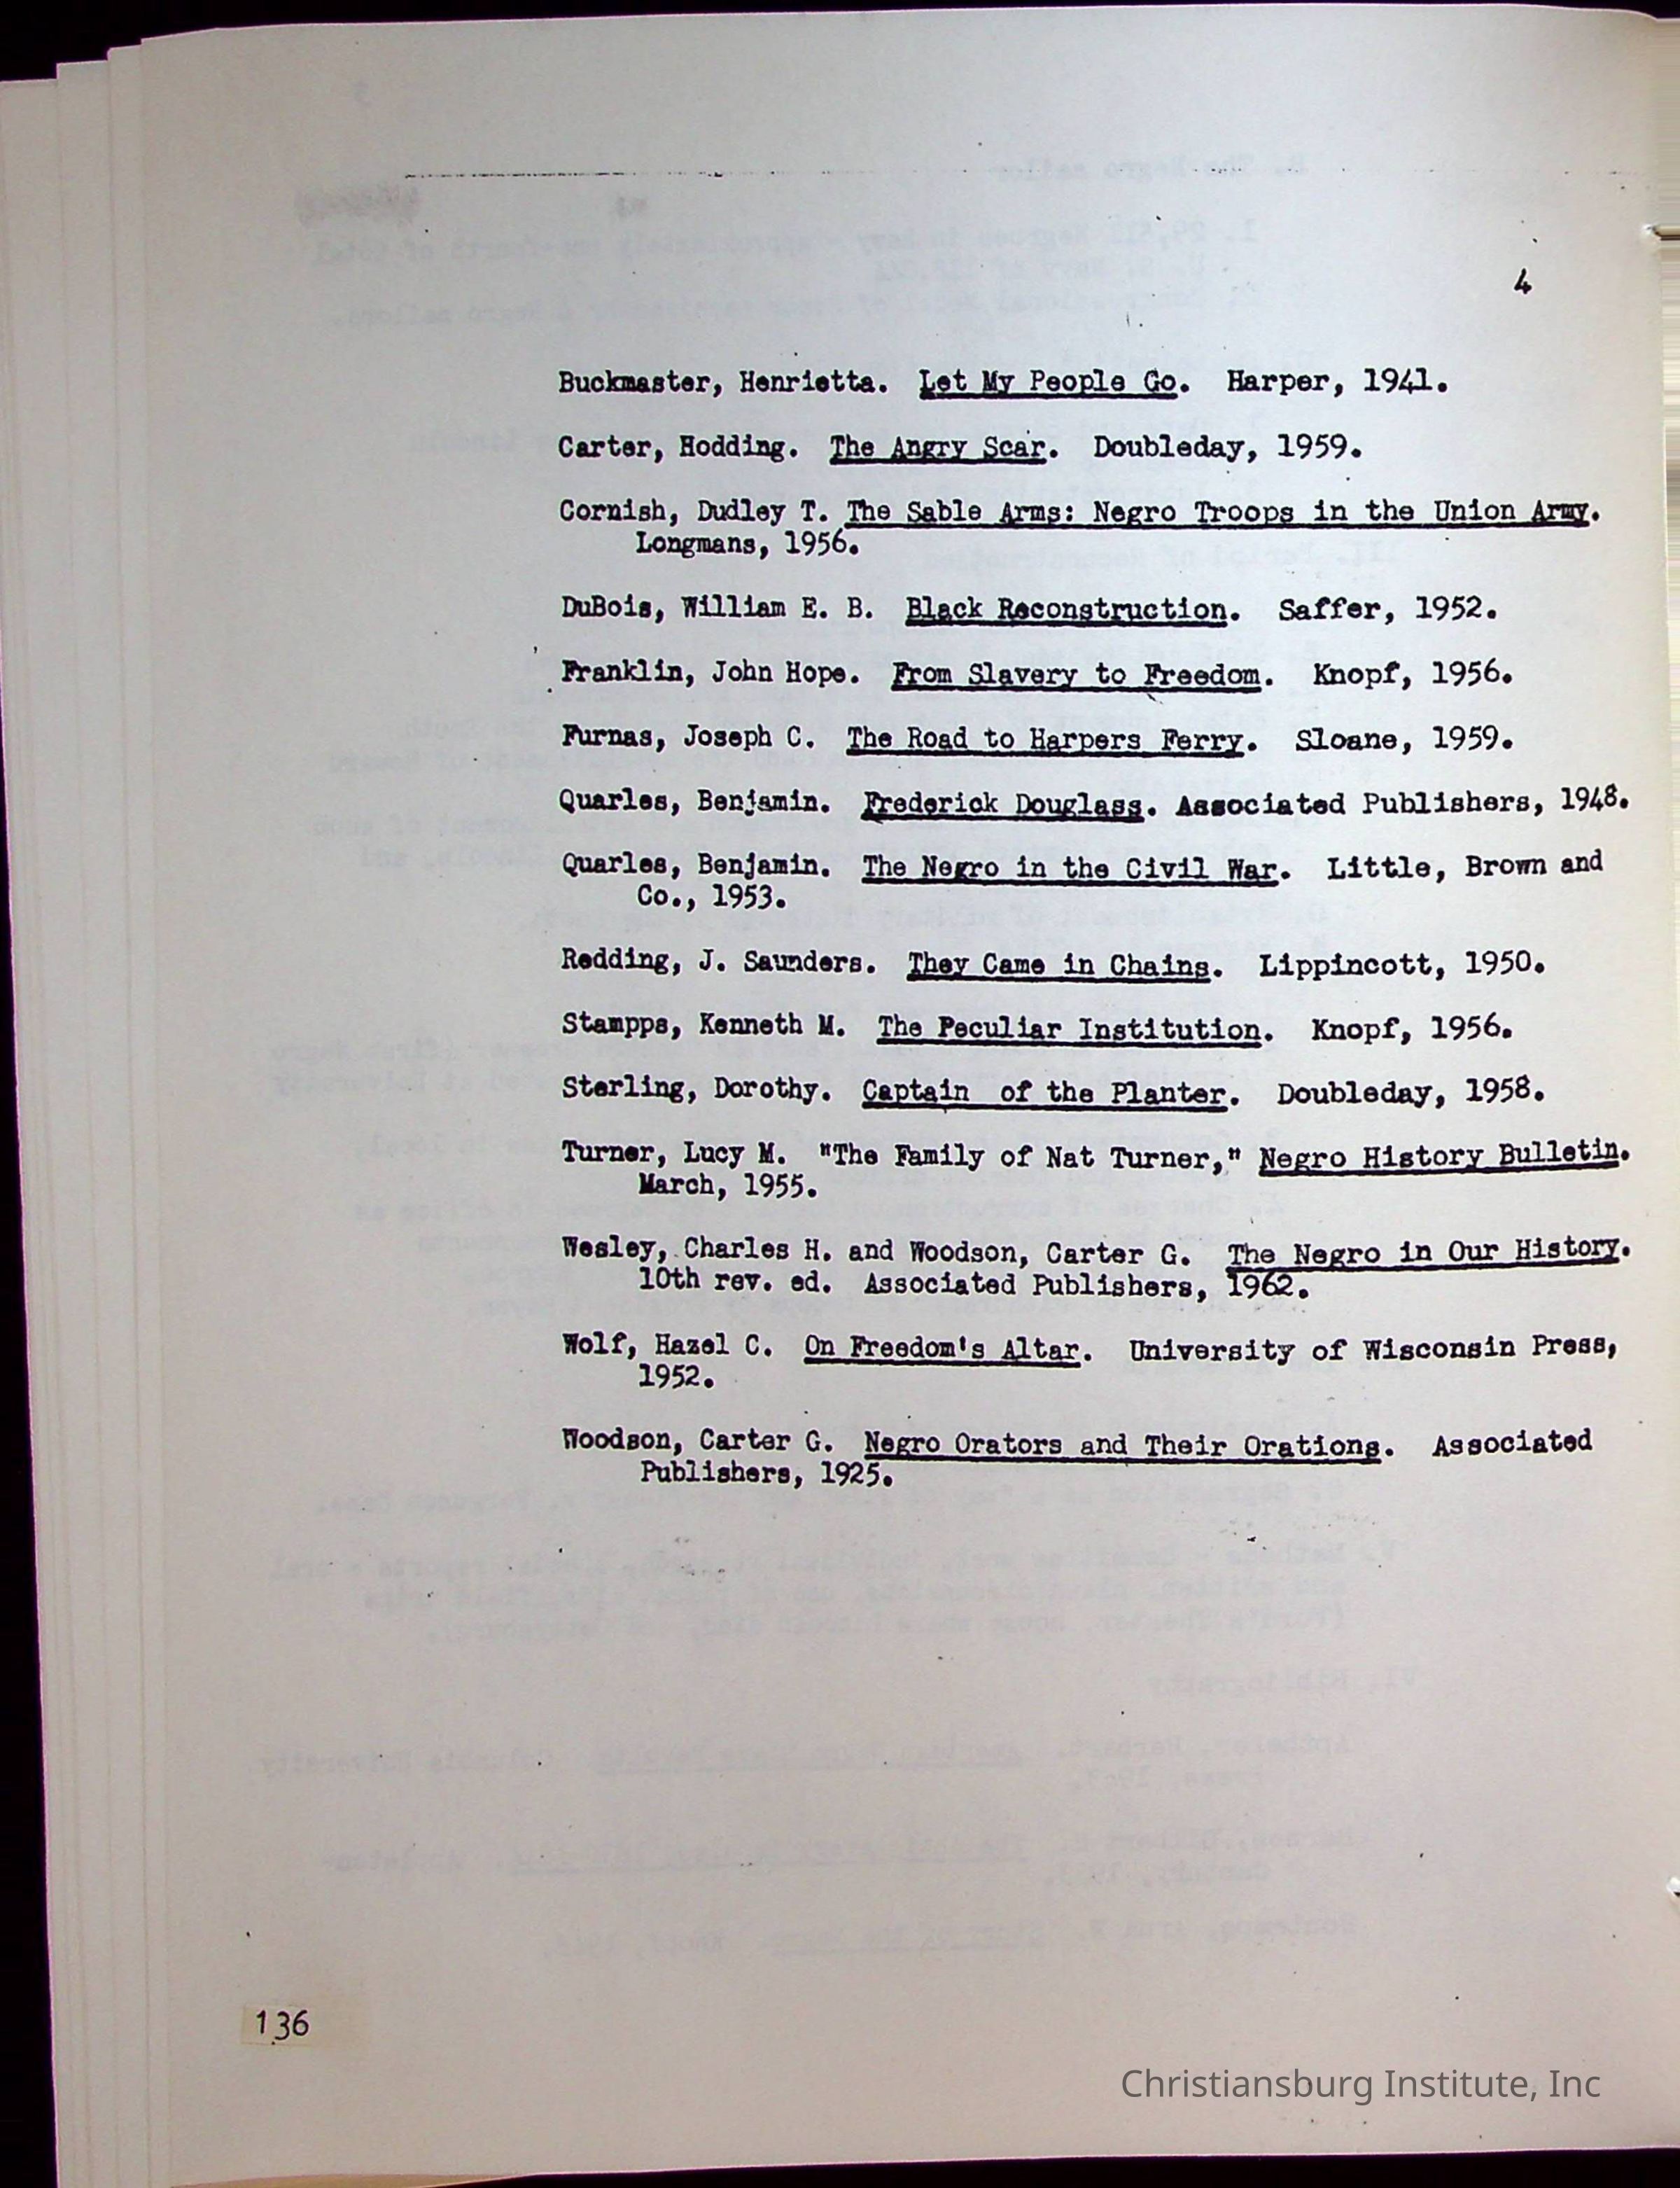 4
Buckmaster, Henrietta. Let My People Go. Harper, 1941.
Carter, Hodding. The Angry Scar. Doubleday, 1959.
Cornish, Dudley T. The Sable Arms: Negro Troops in the Union Army.
Longmans, 1956.
DuBois, William E. B. Black Reconstruction. Saffer, 1952.
Franklin, John Hope. From Slavery to Freedom. Knopf, 1956.
Furnas, Joseph C. The Road to Harpers Ferry. Sloane, 1959.
Quarles, Benjamin. Frederick Douglass. Associated Publishers, 1948.
Quarles, Benjamin. The Negro in the Civil War. Little, Brown and
Co., 1953.
Redding, J. Saunders. They Came in Chains. Lippincott, 1950.
Stampps, Kenneth M. The Peculiar Institution. Knopf, 1956.
Sterling, Dorothy. Captain of the Planter. Doubleday, 1958.
Turner, Lucy M. "The Family of Nat Turner," Negro History Bulletin.
March, 1955.
Wesley, Charles H. and Woodson, Carter G. The Negro in Our History.
10th rev. ed. Associated Publishers, 1962.
Wolf, Hazel C. On Freedom's Altar. University of Wisconsin Press,
1952.
Woodson, Carter G. Negro Orators and Their Orations. Associated
Publishers, 1925.
136
Christiansburg Institute, Inc